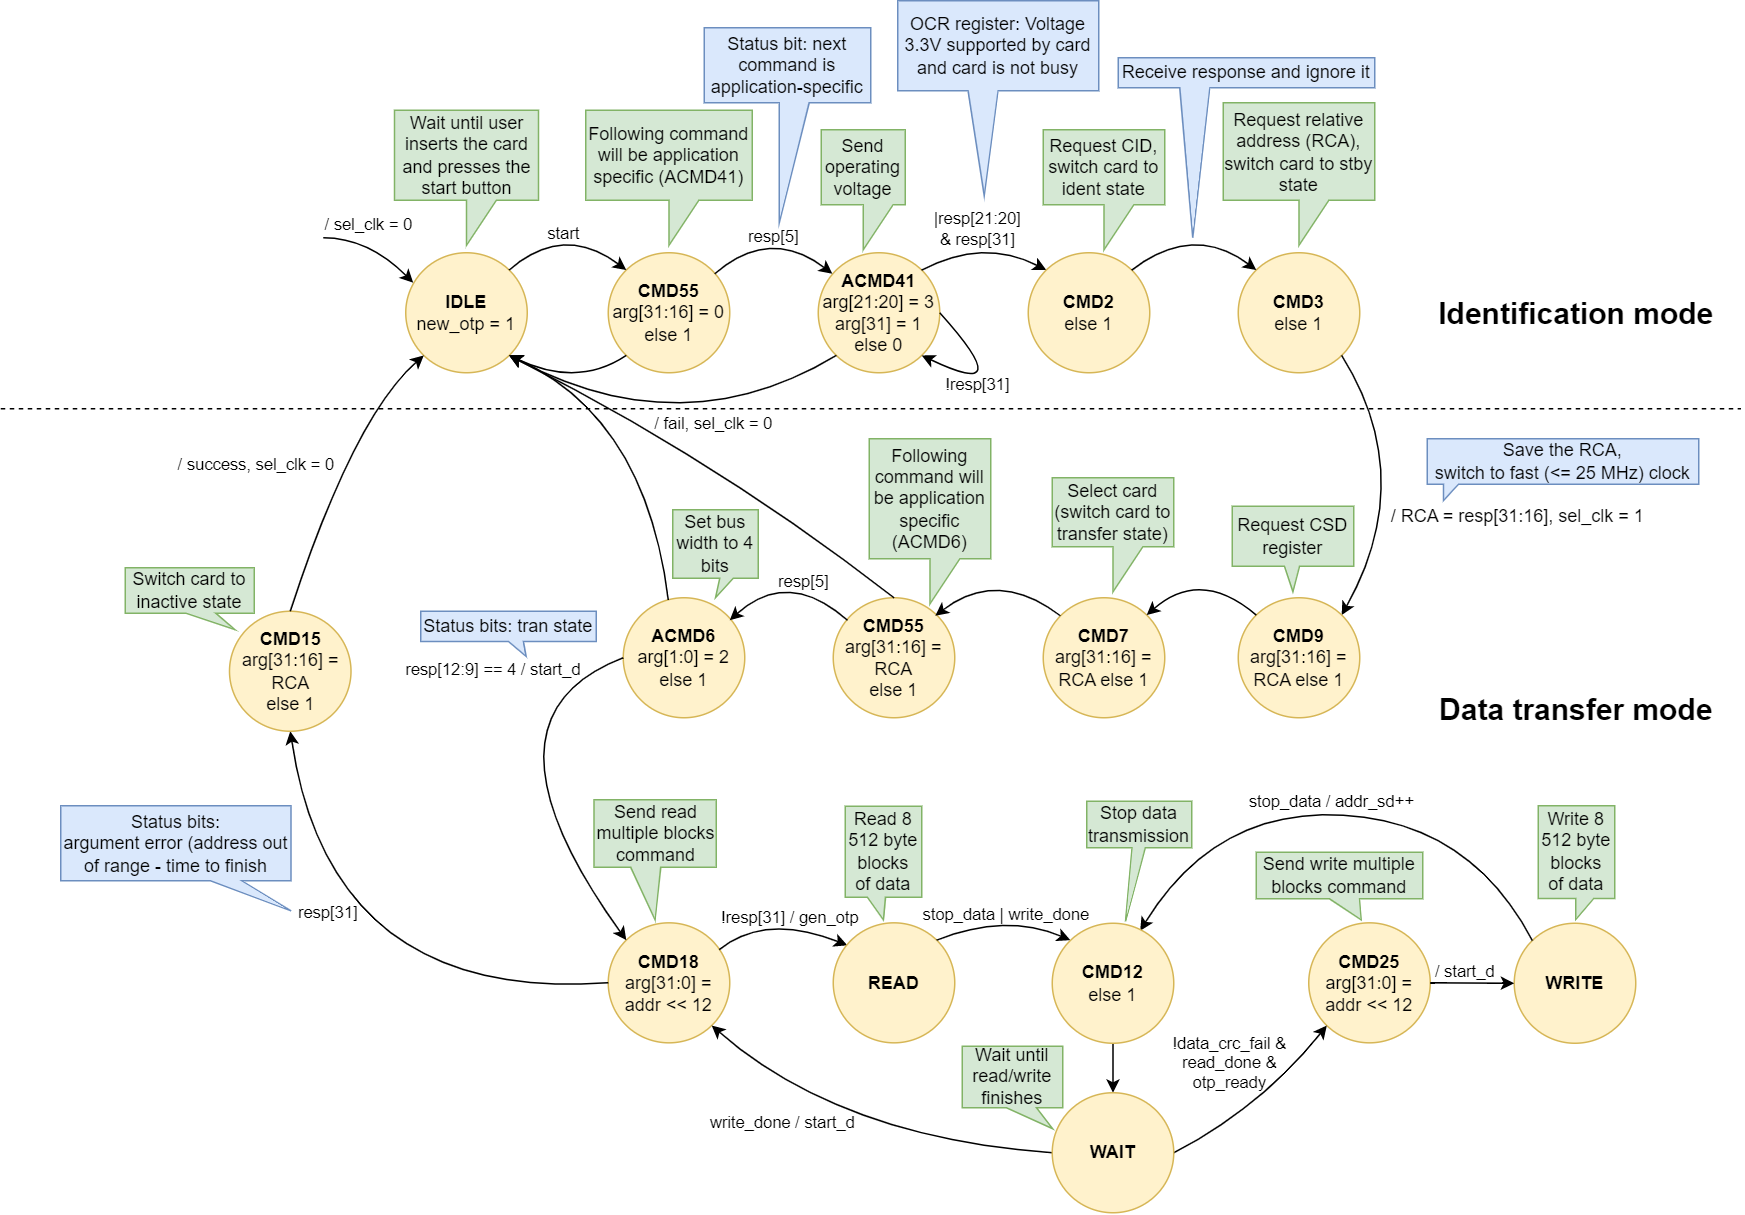 OCR register: Voltage
3.3V supported by card
and card is not busy
Status bit: next
command is
application-specific
Receive response and ignore it
Wait until user
inserts the card
and presses the
start button
Following command
will be application
specific (ACMD41)
Send
operating
voltage
Request CID,
switch card to
ident state
Request relative
address (RCA),
switch card to stby
state
/ sel_clk = 0
start
resp[5]
|resp[21:20]
& resp[31]
IDLE
new_otp = 1
CMD55
arg[31:16] = 0
else 1
ACMD41
arg[21:20] = 3
arg[31] = 1
else 0
CMD2
else 1
CMD3
else 1
Identification mode
!resp[31]
/ fail, sel_clk = 0
/ success, sel_clk = 0
Following
command will
be application
specific
(ACMD6)
Save the RCA,
switch to fast (<= 25 MHz) clock
/ RCA = resp[31:16], sel_clk = 1
Set bus
width to 4
bits
Select card
(switch card to
transfer state)
Request CSD
register
Switch card to
inactive state
resp[5]
Status bits: tran state
resp[12:9] == 4 / start_d
CMD15
arg[31:16] =
RCA
else 1
ACMD6
arg[1:0] = 2
else 1
CMD55
arg[31:16] =
RCA
else 1
CMD7
arg[31:16] =
RCA else 1
CMD9
arg[31:16] =
RCA else 1
Data transfer mode
Status bits:
argument error (address out
of range - time to finish
resp[31]
Send read
multiple blocks
command
Read 8
512 byte
blocks
of data
Stop data
transmission
stop_data / addr_sd++
Send write multiple
blocks command
Write 8
512 byte
blocks
of data
!resp[31] / gen_otp
stop_data | write_done
CMD18
arg[31:0] =
addr << 12
READ
CMD12
else 1
CMD25
arg[31:0] =
addr << 12
/ start_d
WRITE
Wait until
read/write
finishes
!data_crc_fail &
read_done &
otp_ready
write_done / start_d
WAIT